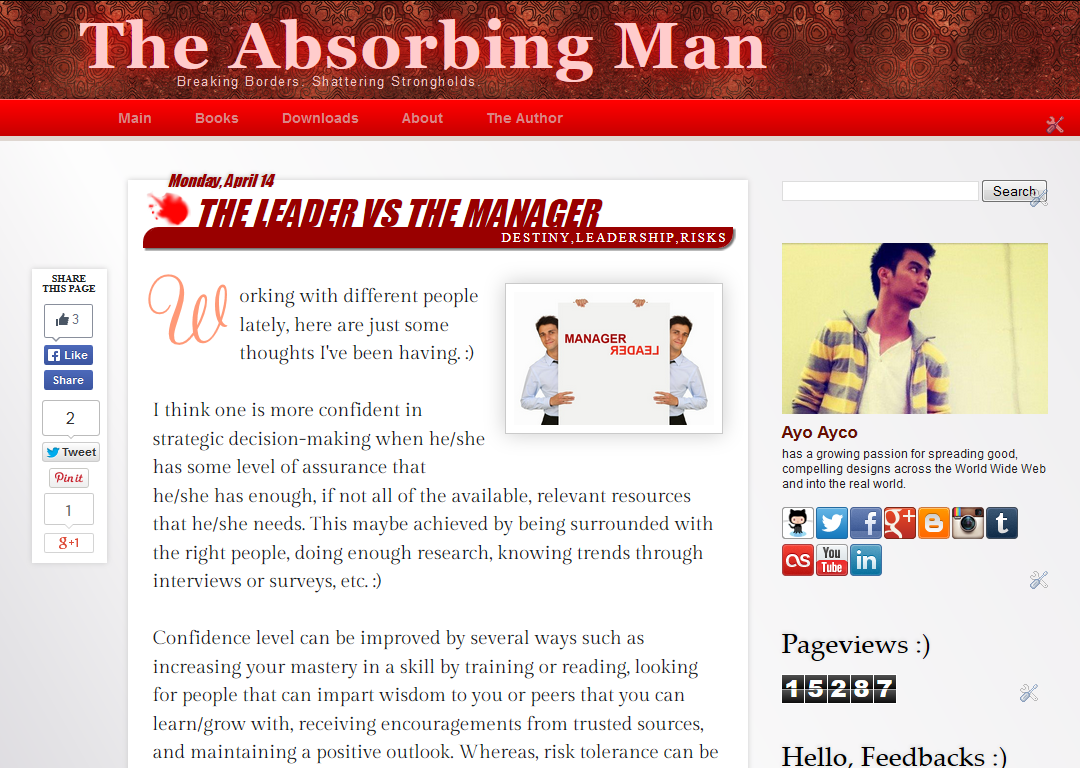 The Absorbing Man
Breaking Borders. Shattering Strongholds.
Main Books Downloads About The Author
Monday, April 14
THE LEADER VS THE MANAGER
DESTINY,LEADERSHIP,RISKS
SHARE
THIS PAGE
3
Like
Share
2
Tweet
Pin it
1
g+1
Working with different people
lately, here are just some
thoughts I've been having. :)
MANAGER
LEADER
I think one is more confident in
strategic decision-making when he/she
has some level of assurance that
he/she has enough, if not all of the available, relevant resources
that he/she needs. This maybe achieved by being surrounded with
the right people, doing enough research, knowing trends through
interviews or surveys, etc. :)
Confidence level can be improved by several ways such as
increasing your mastery in a skill by training or reading, looking
for people that can impart wisdom to you or peers that you can
learn/grow with, receiving encouragements from trusted sources,
and maintaining a positive outlook. Whereas, risk tolerance can be
Search
Ayo Ayco
has a growing passion for spreading good,
compelling designs across the World Wide Web
and into the real world.
g+
t
You
Tube
in
Pageviews :)
15287
Hello, Feedbacks :)